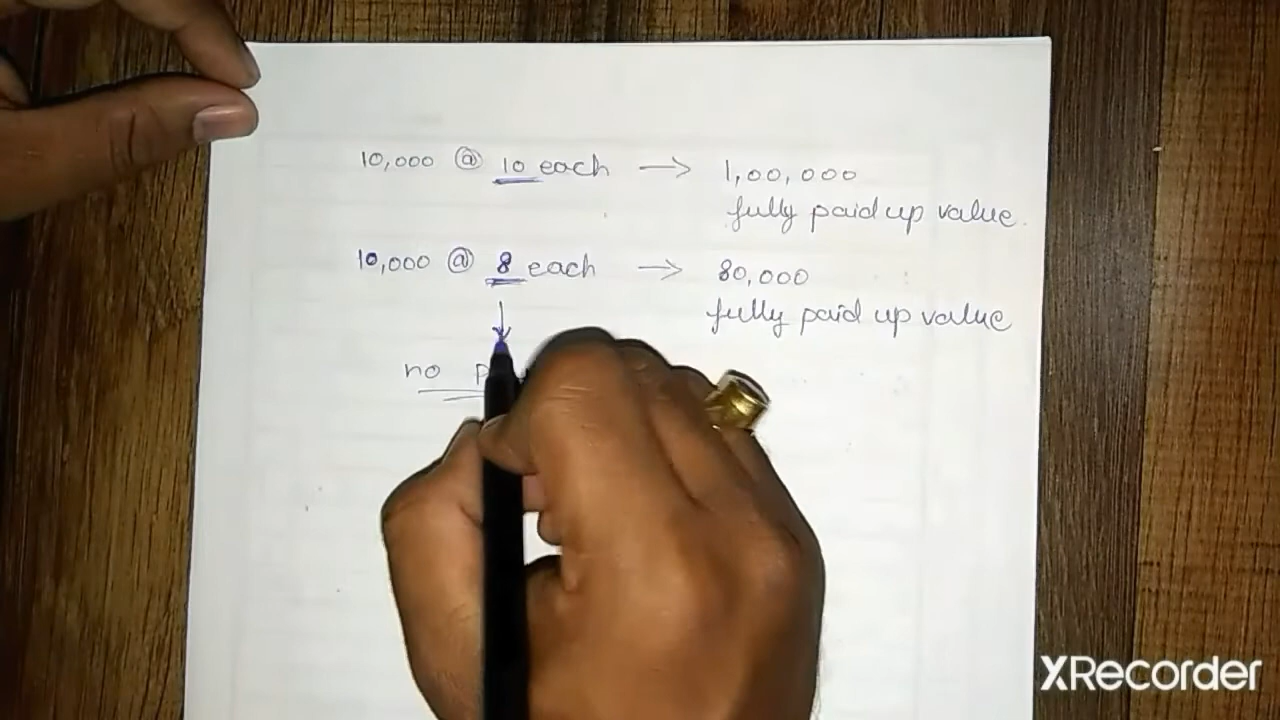 10,000 @ 10 each → 1,00,000
fully paid up value
10,000 @ 8 each → 80,000
fully paid up value
no
XRecorder